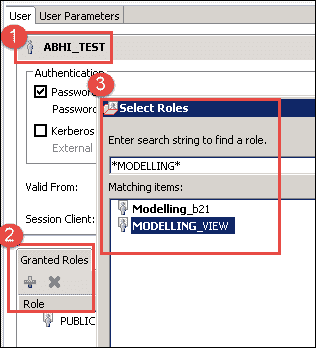 User
User Parameters
1
ABHI_TEST
Authentication
Password
Password
Kerberos
External
Valid From:
Session Client:
2
Granted Roles
Role
PUBLIC
3
Select Roles
Enter search string to find a role.
*MODELLING*
Matching items:
Modelling_b21
MODELLING_VIEW